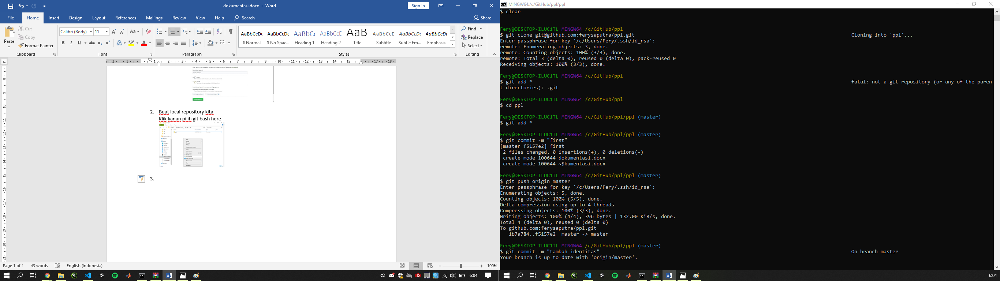 dokumentasi.docx - Word
Sign in
File
Home
Insert
Design
Layout
References
Mailings
Review
View
Help
Search
Share
Paste
Cut
Copy
Format Painter
Clipboard
Calibri (Body)
11
Font
Paragraph
AaBbCcDc
¶ Normal
AaBbCcDc
¶ No Spac...
AaBbCc
Heading 1
AaBbCcD
Heading 2
AaB
Title
AaBbCcD
Subtitle
AaBbCcDc
Subtle Em...
AaBbCcDc
Emphasis
Styles
Find
Replace
Select
Editing
2. Buat local repository kita
Klik kanan pilih git bash here
3.
Page 1 of 1
43 words
English (Indonesia)
100%
6:04
MINGW64:/c/GitHub/ppl/ppl
$ clear
Fery@DESKTOP-ILUC1TL MINGW64 /c/GitHub/ppl
$ git clone git@github.com:ferysaputra/ppl.git Cloning into 'ppl'...
Enter passphrase for key '/c/Users/Fery/.ssh/id_rsa':
remote: Enumerating objects: 3, done.
remote: Counting objects: 100% (3/3), done.
remote: Total 3 (delta 0), reused 0 (delta 0), pack-reused 0
Receiving objects: 100% (3/3), done.
Fery@DESKTOP-ILUC1TL MINGW64 /c/GitHub/ppl
$ git add * fatal: not a git repository (or any of the paren
t directories): .git
Fery@DESKTOP-ILUC1TL MINGW64 /c/GitHub/ppl
$ cd ppl
Fery@DESKTOP-ILUC1TL MINGW64 /c/GitHub/ppl/ppl (master)
$ git add *
Fery@DESKTOP-ILUC1TL MINGW64 /c/GitHub/ppl/ppl (master)
$ git commit -m "first"
[master f5157e2] first
2 files changed, 0 insertions(+), 0 deletions(-)
create mode 100644 dokumentasi.docx
create mode 100644 ~$kumentasi.docx
Fery@DESKTOP-ILUC1TL MINGW64 /c/GitHub/ppl/ppl (master)
$ git push origin master
Enter passphrase for key '/c/Users/Fery/.ssh/id_rsa':
Enumerating objects: 5, done.
Counting objects: 100% (5/5), done.
Delta compression using up to 4 threads
Compressing objects: 100% (3/3), done.
Writing objects: 100% (4/4), 396 bytes | 132.00 KiB/s, done.
Total 4 (delta 0), reused 0 (delta 0)
To github.com:ferysaputra/ppl.git
1b7a784..f5157e2 master -> master
Fery@DESKTOP-ILUC1TL MINGW64 /c/GitHub/ppl/ppl (master)
$ git commit -m "tambah identitas" On branch master
Your branch is up to date with 'origin/master'.
6:04